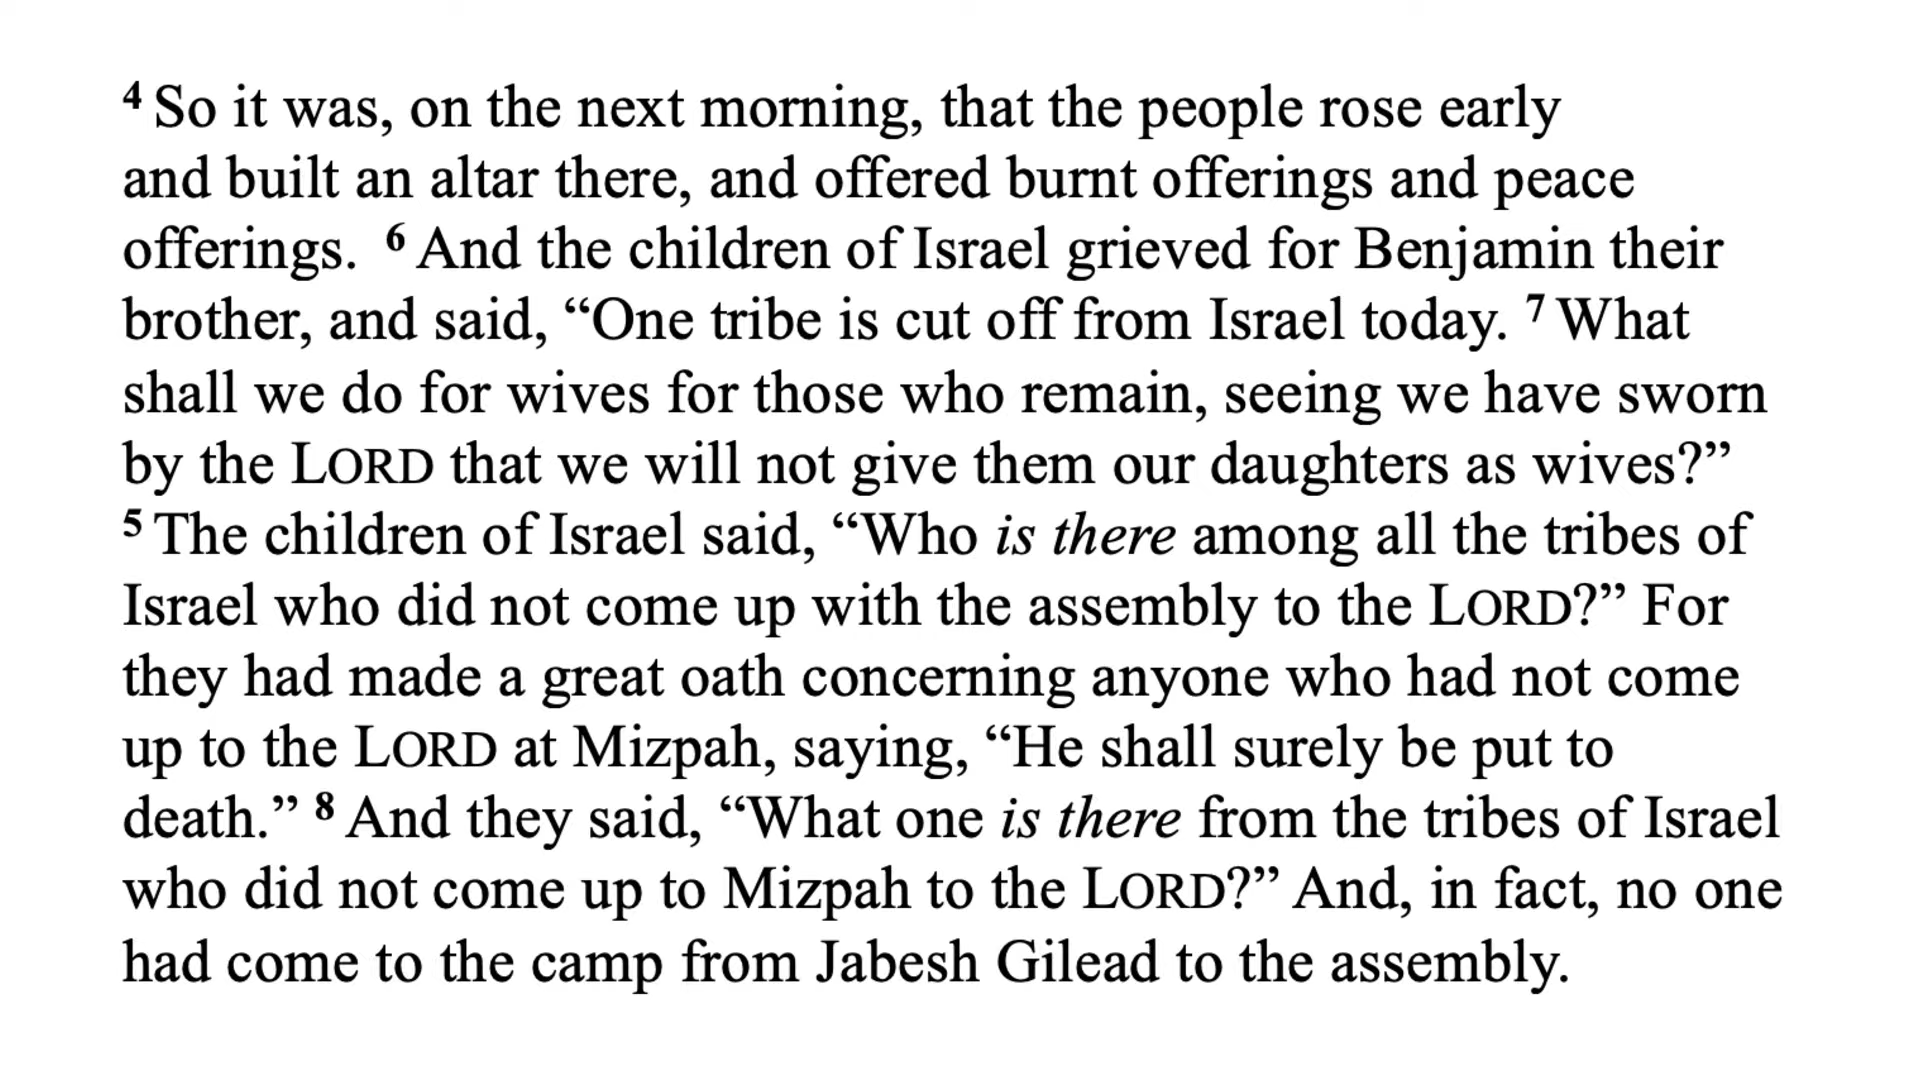 4 So it was, on the next morning, that the people rose early
and built an altar there, and offered burnt offerings and peace
offerings. 6 And the children of Israel grieved for Benjamin their
brother, and said, “One tribe is cut off from Israel today. 7 What
shall we do for wives for those who remain, seeing we have sworn
by the LORD that we will not give them our daughters as wives?”
5 The children of Israel said, “Who is there among all the tribes of
Israel who did not come up with the assembly to the LORD?” For
they had made a great oath concerning anyone who had not come
up to the LORD at Mizpah, saying, “He shall surely be put to
death.” 8 And they said, “What one is there from the tribes of Israel
who did not come up to Mizpah to the LORD?” And, in fact, no one
had come to the camp from Jabesh Gilead to the assembly.